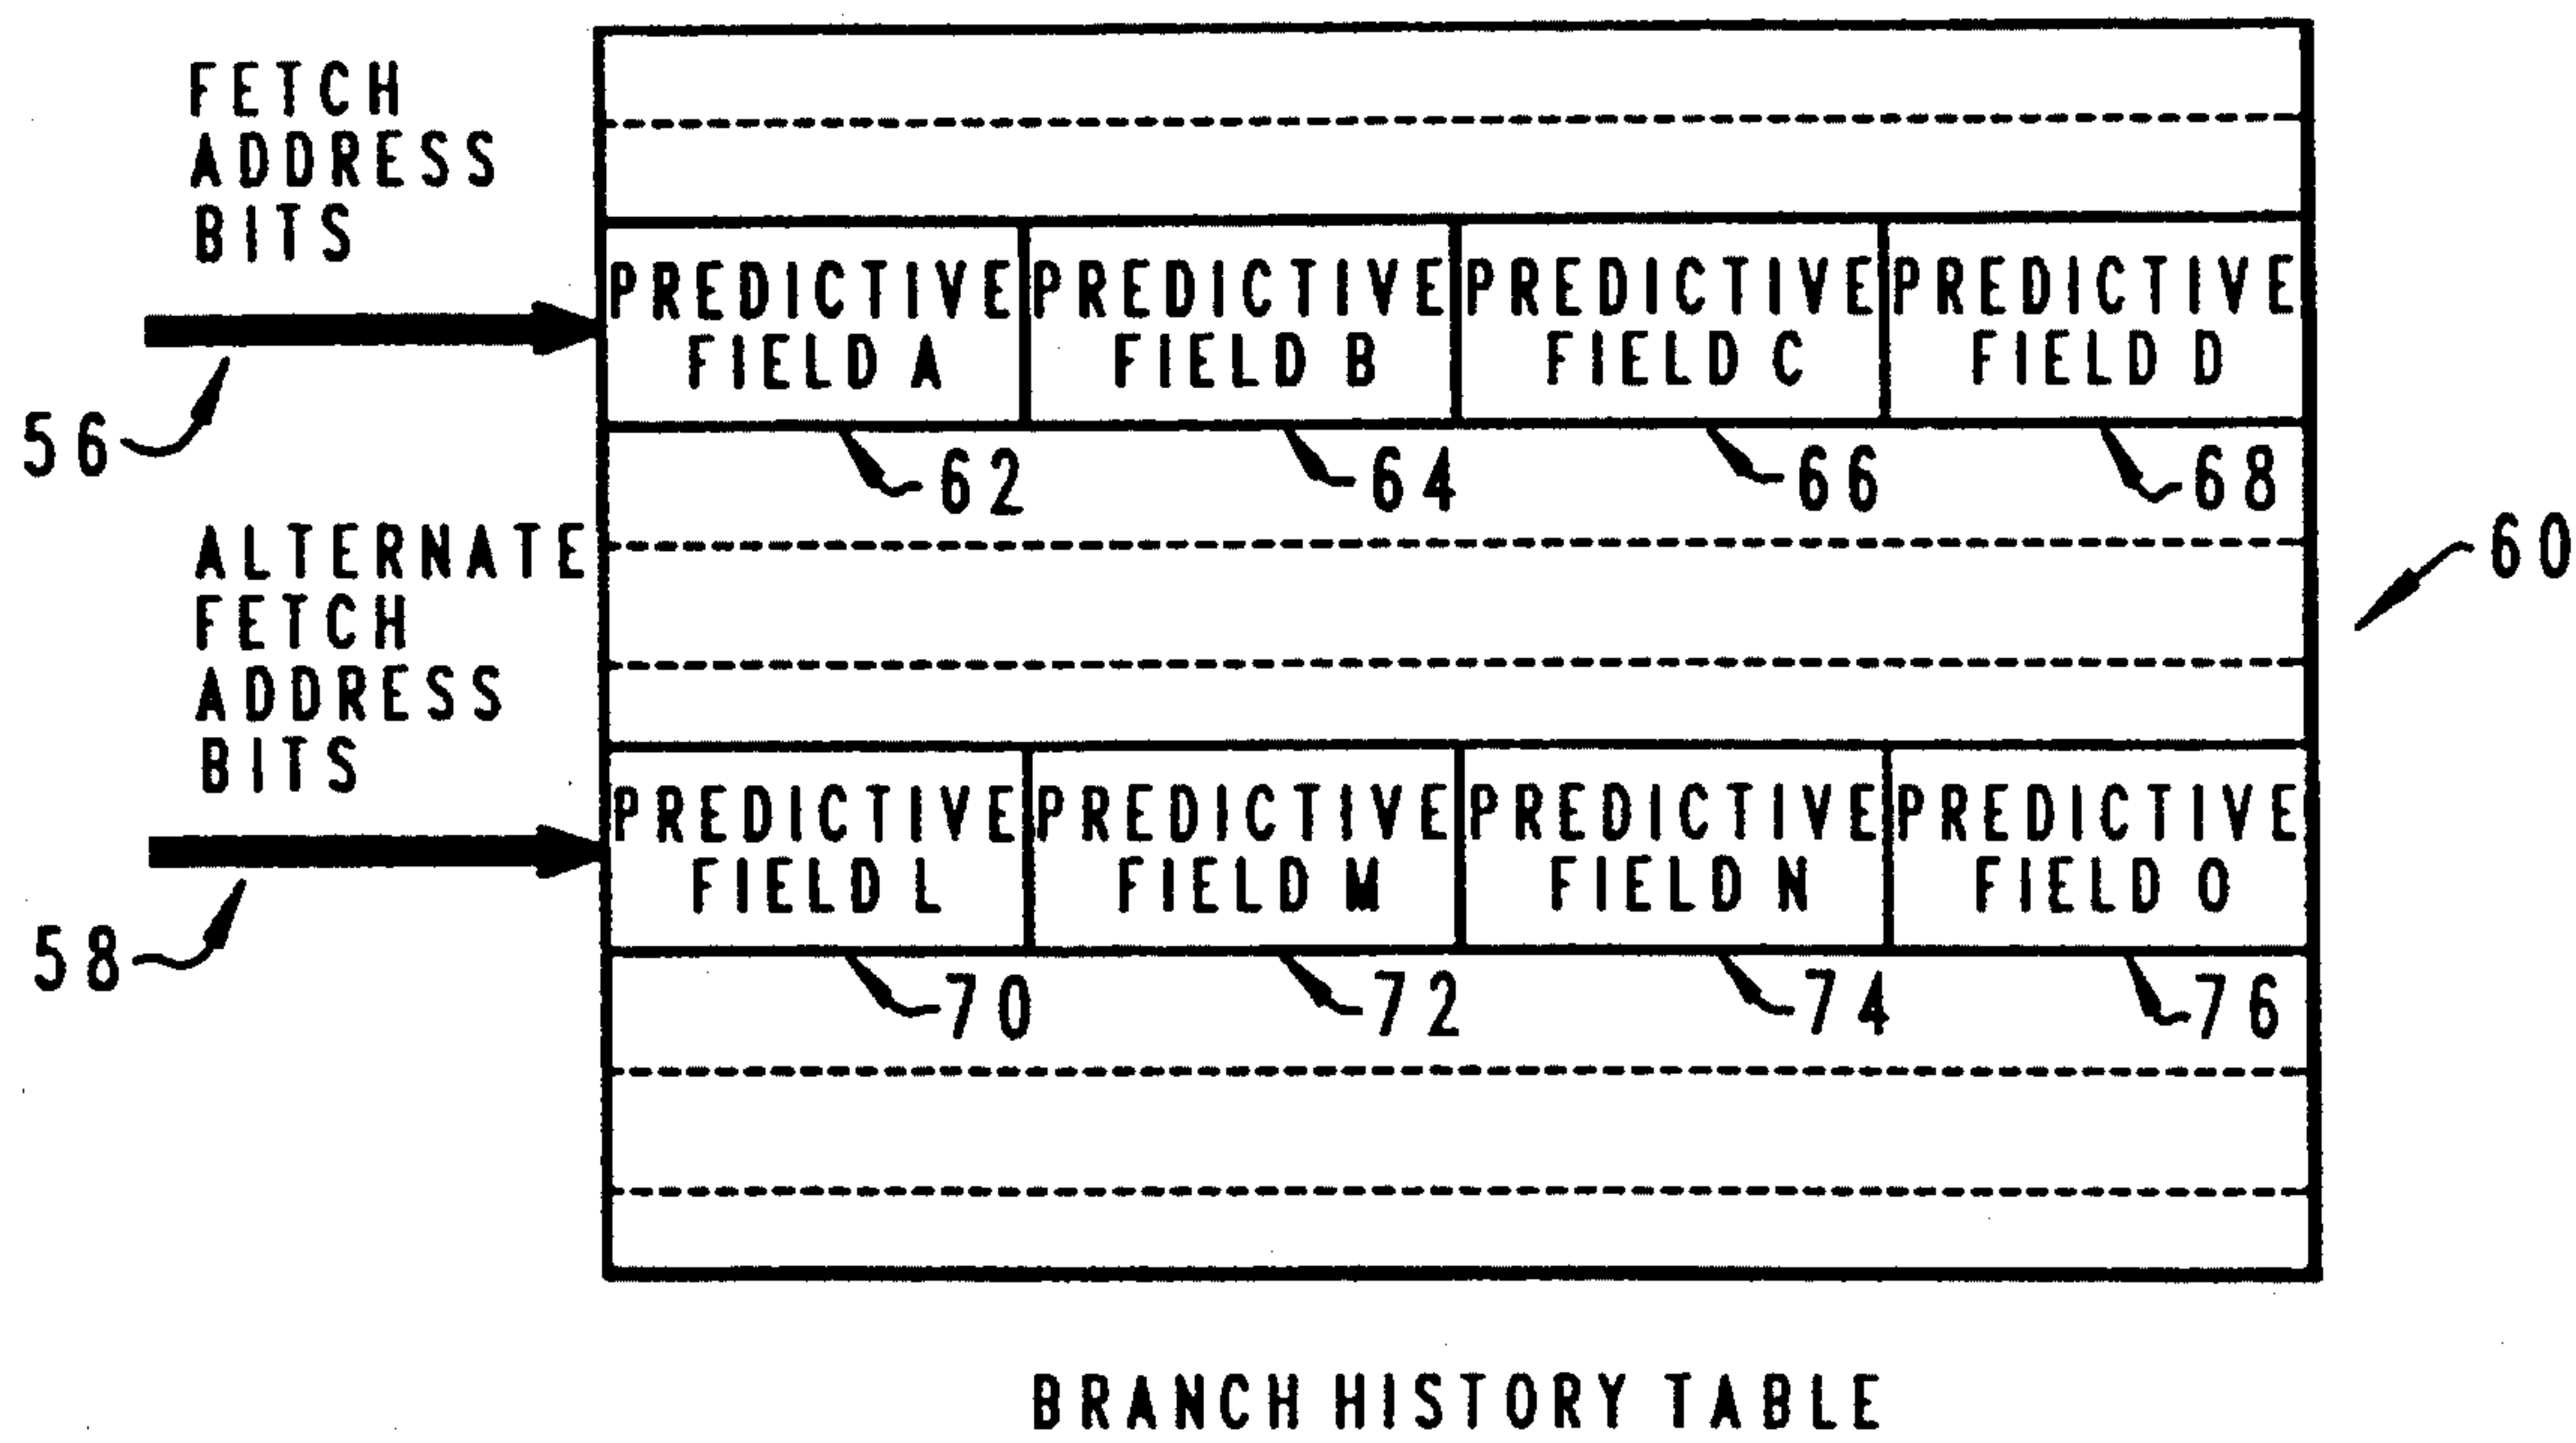 FETCH
ADDRESS
BITS
PREDICTIVE FIELD A
PREDICTIVE FIELD B
PREDICTIVE FIELD C
PREDICTIVE FIELD D
56
62
64
66
68
ALTERNATE
FETCH
ADDRESS
BITS
60
PREDICTIVE FIELD L
PREDICTIVE FIELD M
PREDICTIVE FIELD N
PREDICTIVE FIELD O
58
70
72
74
76
BRANCH HISTORY TABLE